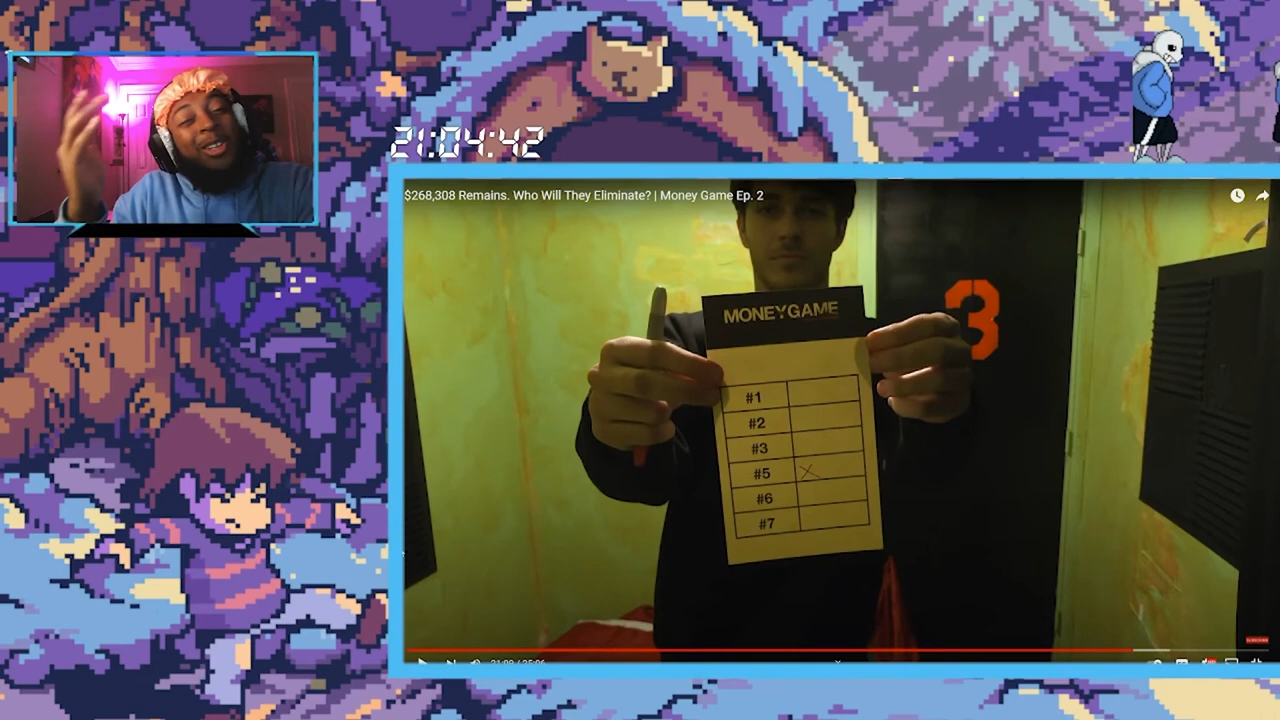 21:04:42
$268,308 Remains. Who Will They Eliminate? | Money Game Ep. 2
MONEYGAME
3
#1
#2
#3
#5 X
#6
#7
SUBSCRIBE